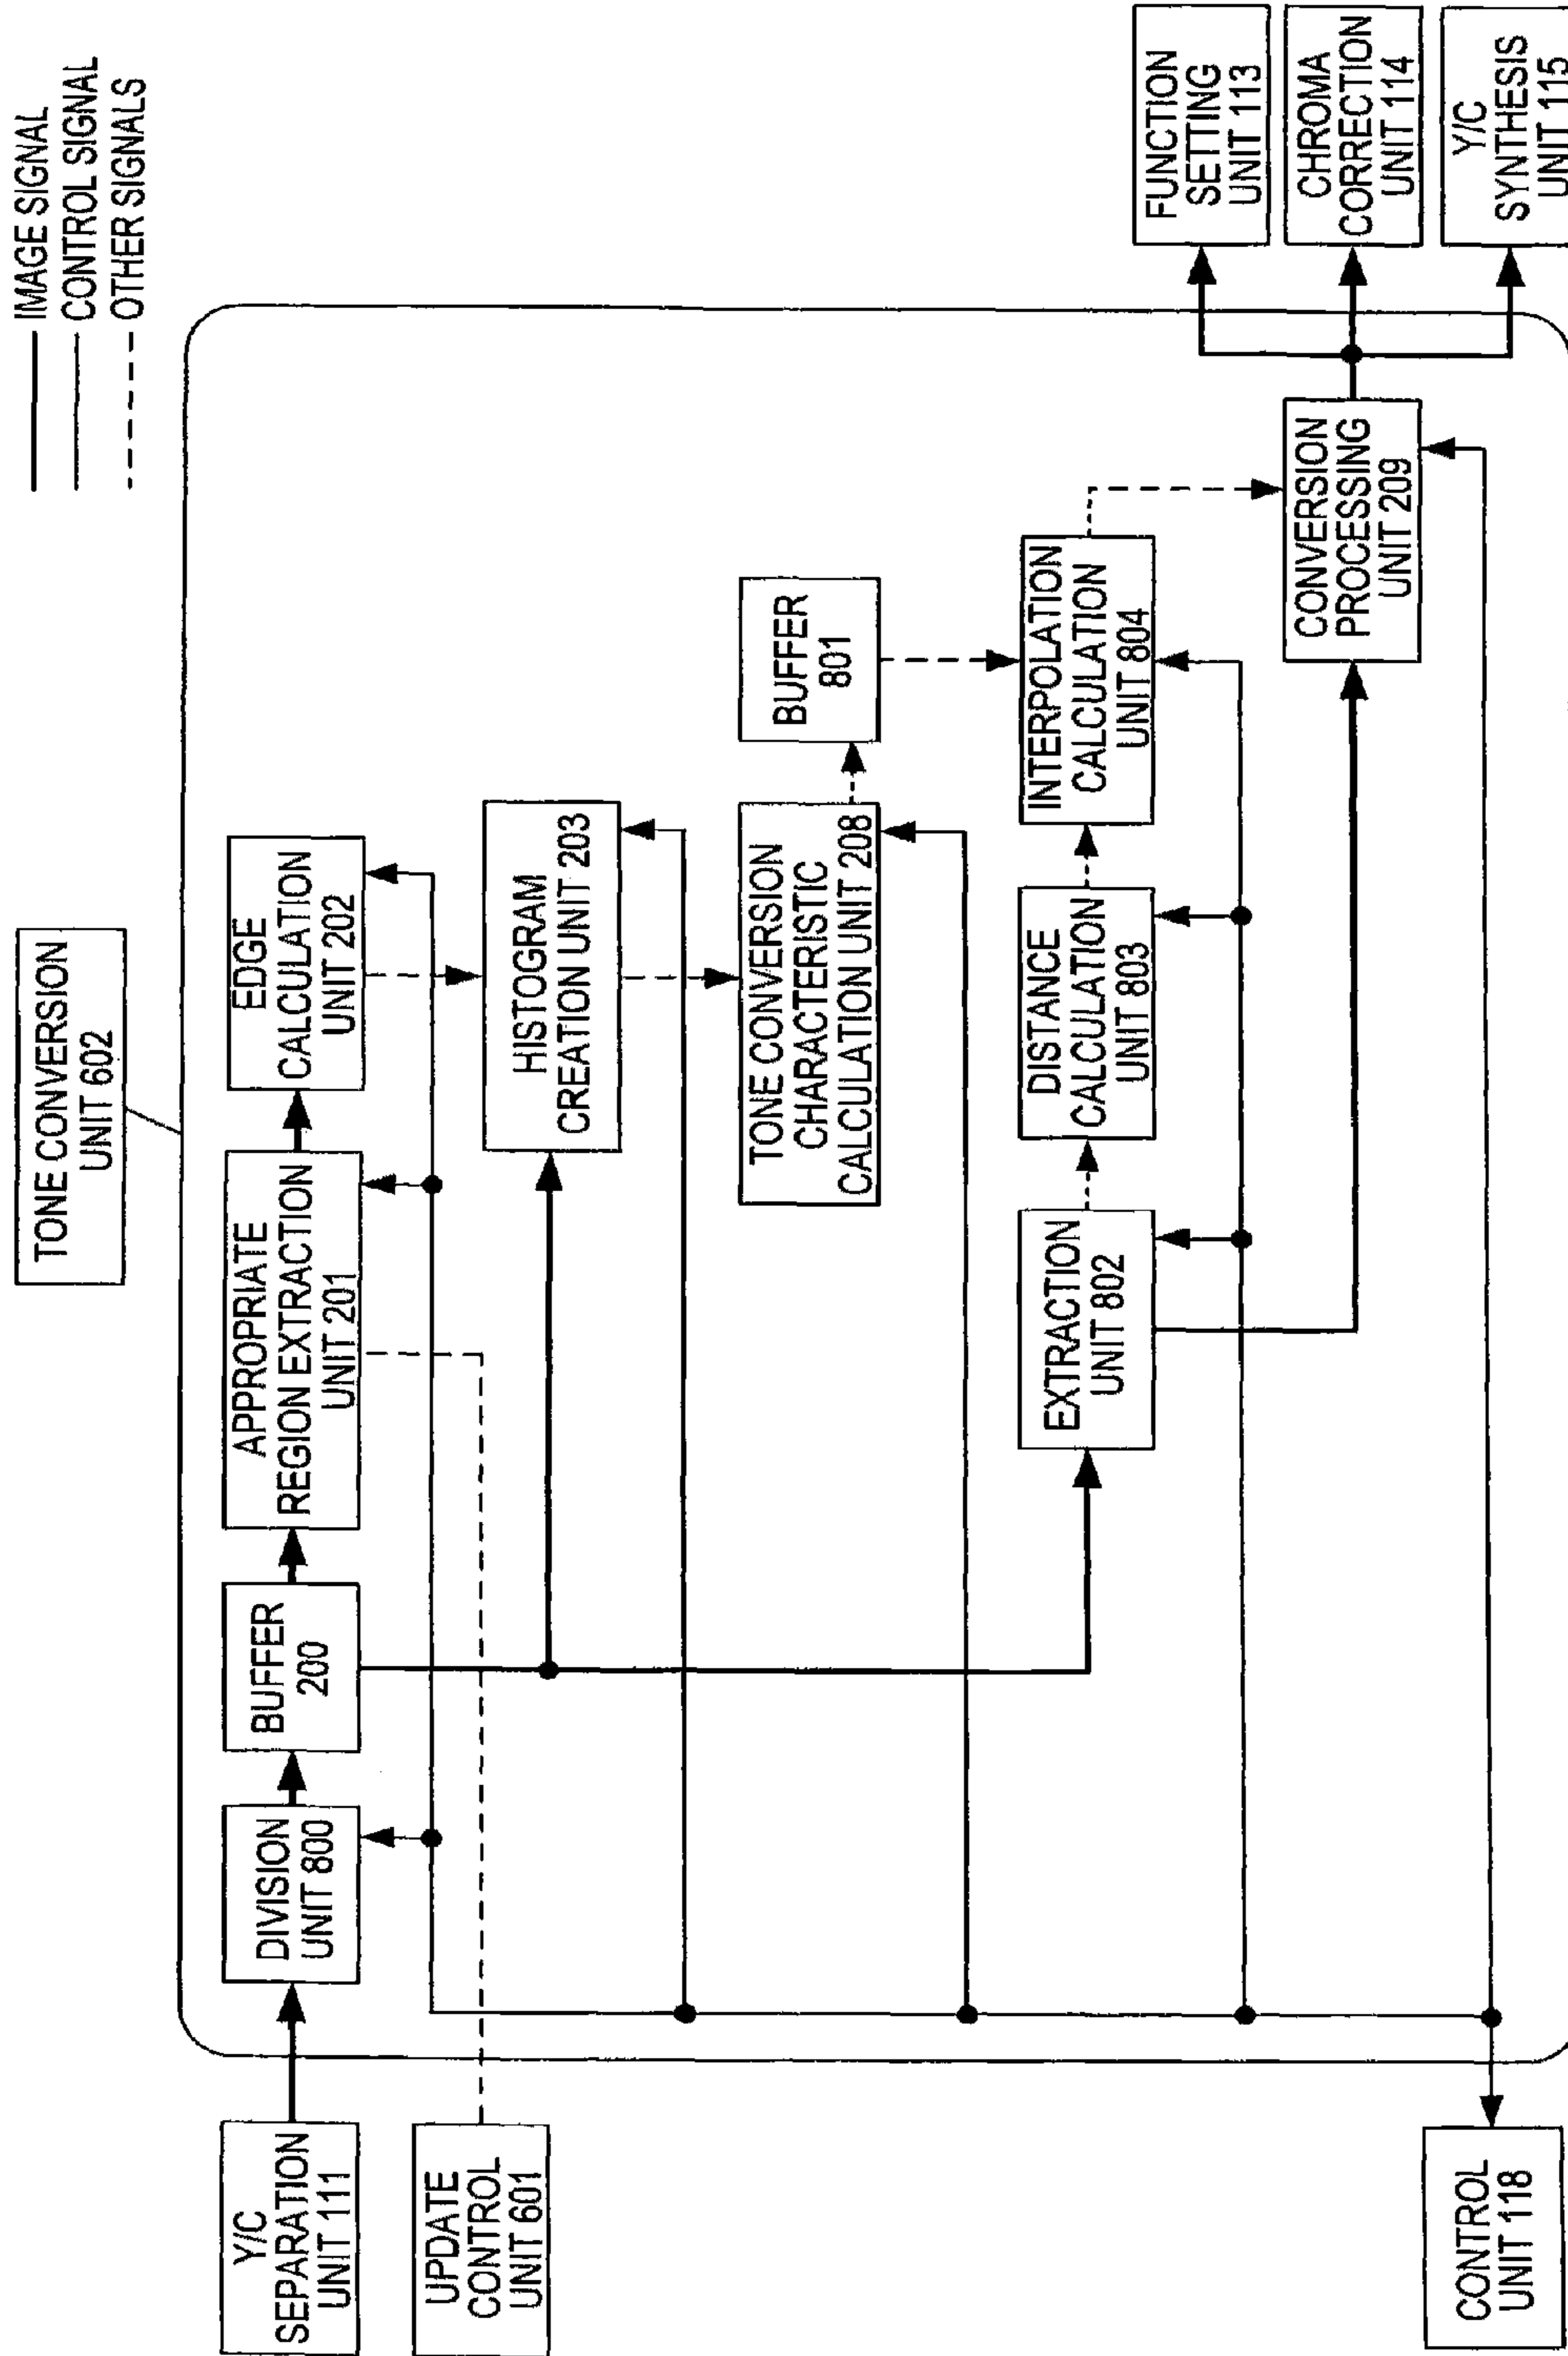 IMAGE SIGNAL
CONTROL SIGNAL
OTHER SIGNALS
TONE CONVERSION
UNIT 602
Y/C
SEPARATION
UNIT 111
DIVISION
UNIT 800
BUFFER
200
APPROPRIATE
REGION EXTRACTION
UNIT 201
EDGE
CALCULATION
UNIT 202
UPDATE
CONTROL
UNIT 601
HISTOGRAM
CREATION UNIT 203
TONE CONVERSION
CHARACTERISTIC
CALCULATION UNIT 208
BUFFER
801
EXTRACTION
UNIT 802
DISTANCE
CALCULATION
UNIT 803
INTERPOLATION
CALCULATION
UNIT 804
CONVERSION
PROCESSING
UNIT 209
FUNCTION
SETTING
UNIT 113
CHROMA
CORRECTION
UNIT 114
Y/C
SYNTHESIS
UNIT 115
CONTROL
UNIT 118